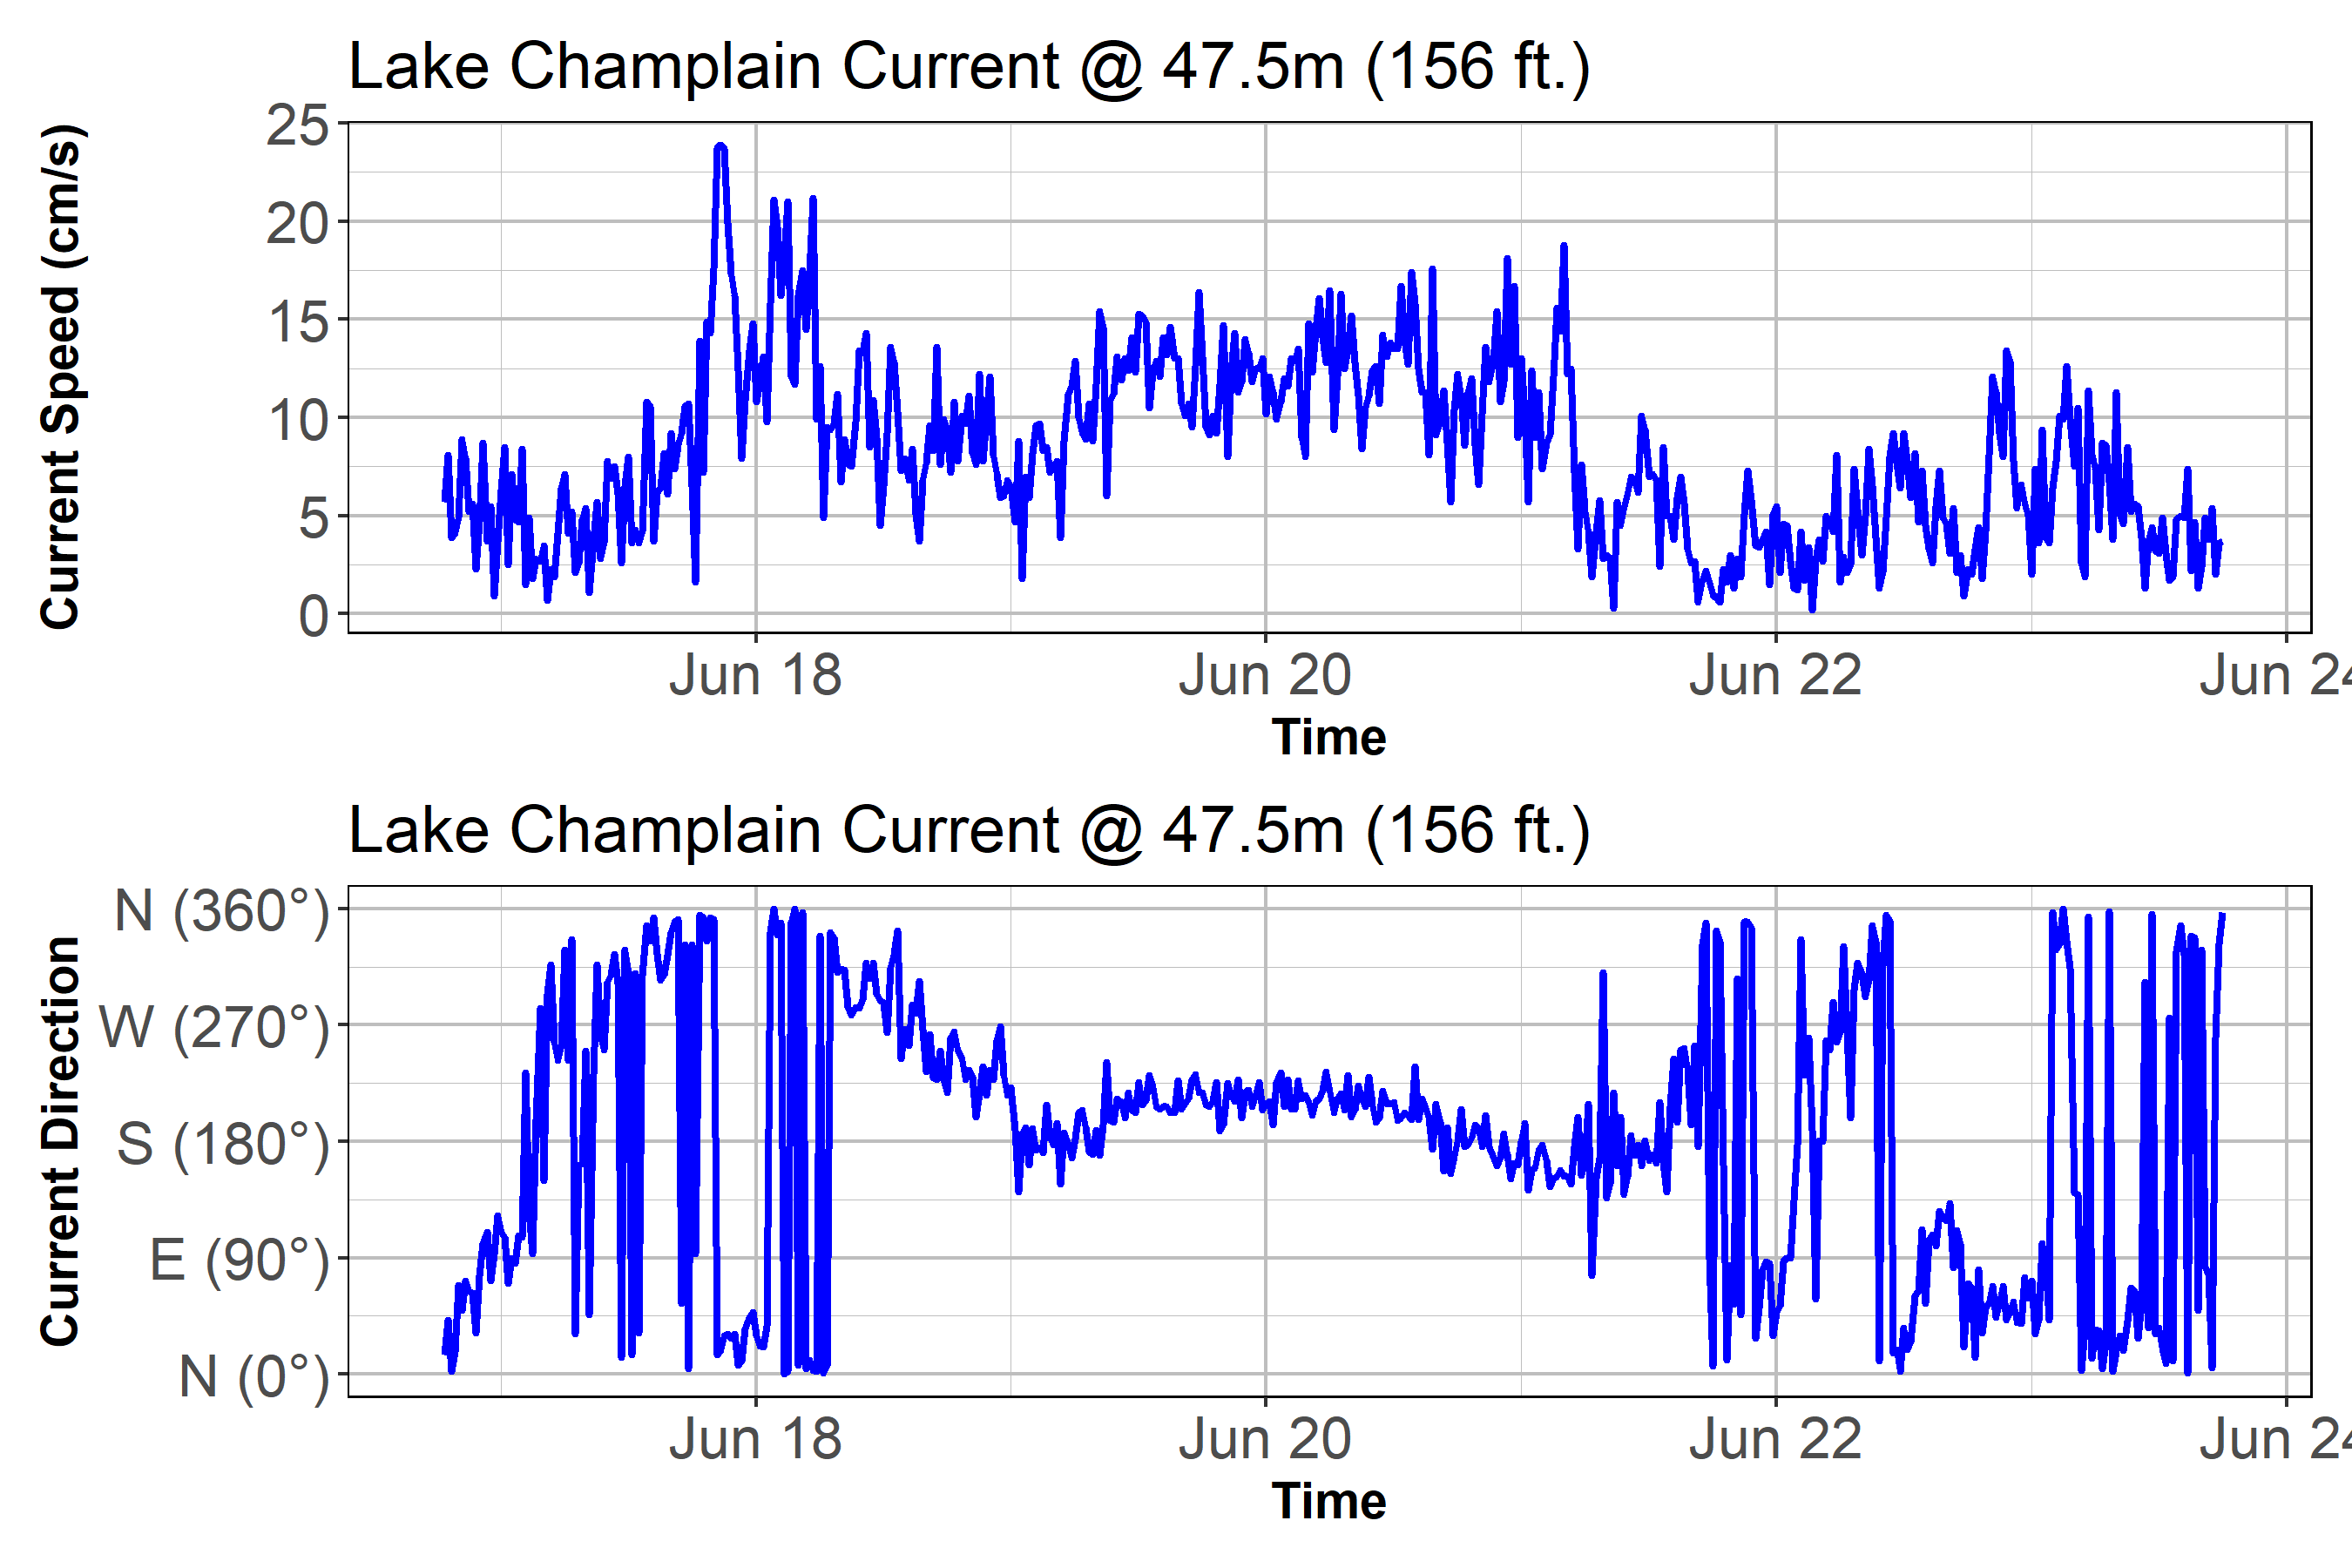 Lake Champlain Current @ 47.5m (156 ft.)
Current Speed (cm/s)
25
20
15
10
5
0
Jun 18 Jun 20 Jun 22 Jun 24
Time
Lake Champlain Current @ 47.5m (156 ft.)
Current Direction
N (360°)
W (270°)
S (180°)
E (90°)
N (0°)
Jun 18 Jun 20 Jun 22 Jun 24
Time